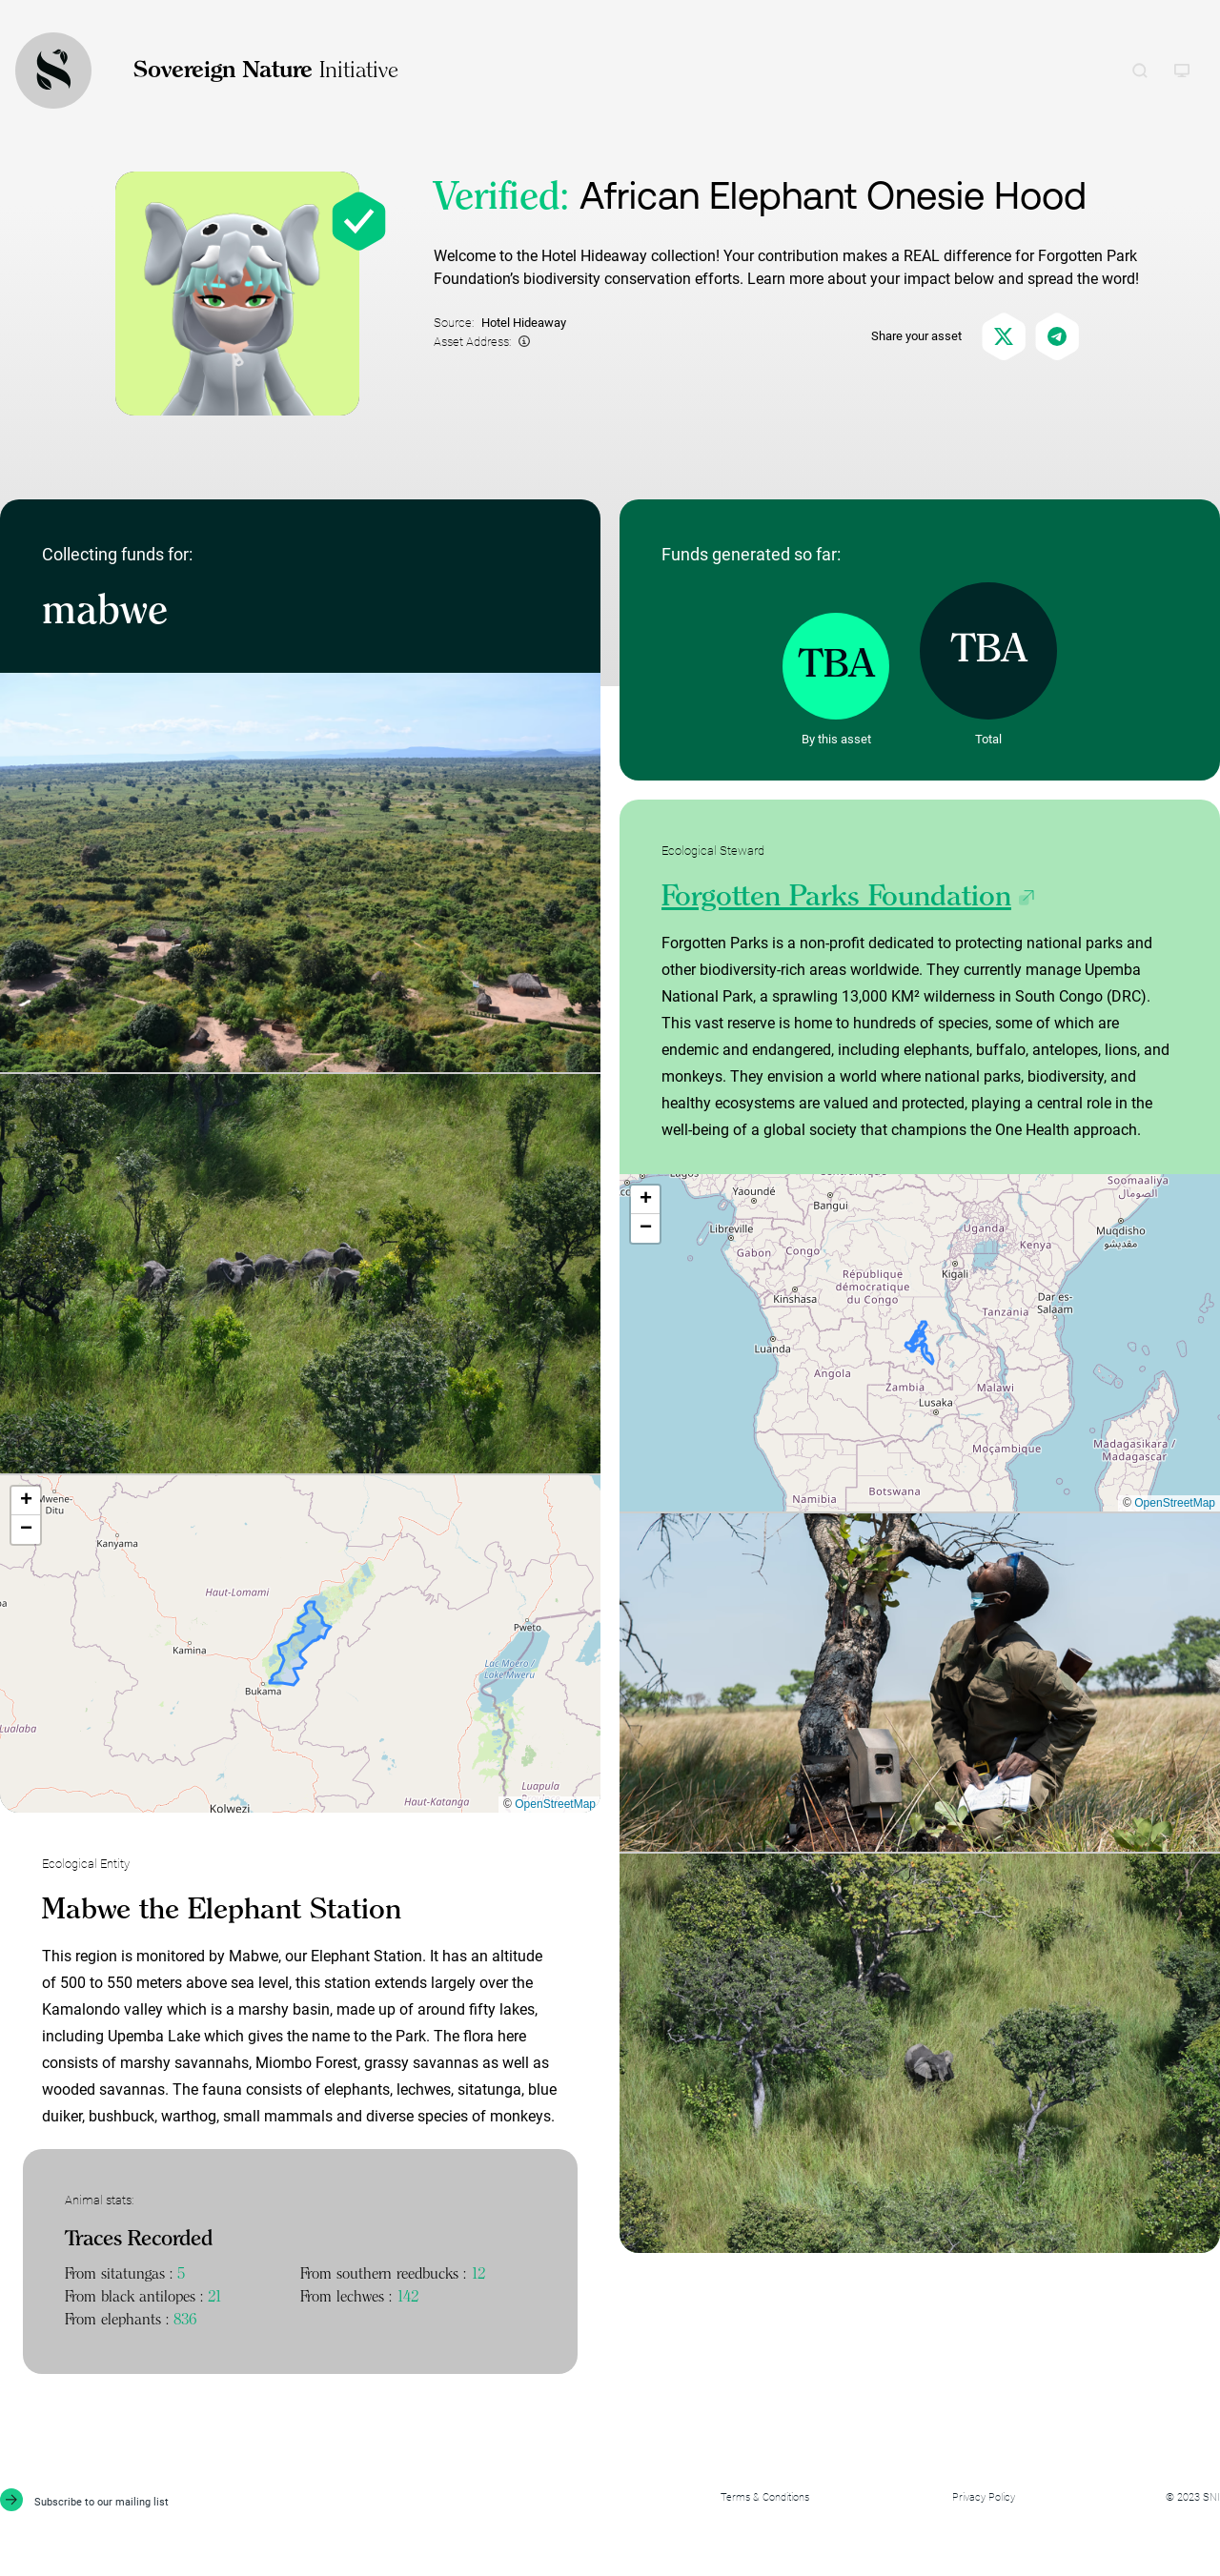 Sovereign Nature Initiative
Verified: African Elephant Onesie Hood
Welcome to the Hotel Hideaway collection! Your contribution makes a REAL difference for Forgotten Park
Foundation’s biodiversity conservation efforts. Learn more about your impact below and spread the word!
Source: Hotel Hideaway
Asset Address:
Share your asset
Collecting funds for:
mabwe
Funds generated so far:
TBA
TBA
By this asset
Total
Ecological Steward
Forgotten Parks Foundation
Forgotten Parks is a non-profit dedicated to protecting national parks and
other biodiversity-rich areas worldwide. They currently manage Upemba
National Park, a sprawling 13,000 KM² wilderness in South Congo (DRC).
This vast reserve is home to hundreds of species, some of which are
endemic and endangered, including elephants, buffalo, antelopes, lions, and
monkeys. They envision a world where national parks, biodiversity, and
healthy ecosystems are valued and protected, playing a central role in the
well-being of a global society that champions the One Health approach.
+
−
Lagos
Yaoundé
Bangui
Soomaaliya
الصومال
Libreville
Uganda
Muqdisho
مقديشو
Gabon
Congo
Kenya
République
démocratique
du Congo
Kigali
Kinshasa
Dar es-
Salaam
Tanzania
Luanda
Angola
Zambia
Malawi
Lusaka
Moçambique
Madagasikara /
Madagascar
Botswana
Namibia
© OpenStreetMap
+
−
Mwene-
Ditu
Kanyama
Haut-Lomami
Pweto
Kamina
Lac Moero /
Lake Mweru
Bukama
Lualaba
Luapula
Haut-Katanga
Kolwezi
© OpenStreetMap
Ecological Entity
Mabwe the Elephant Station
This region is monitored by Mabwe, our Elephant Station. It has an altitude
of 500 to 550 meters above sea level, this station extends largely over the
Kamalondo valley which is a marshy basin, made up of around fifty lakes,
including Upemba Lake which gives the name to the Park. The flora here
consists of marshy savannahs, Miombo Forest, grassy savannas as well as
wooded savannas. The fauna consists of elephants, lechwes, sitatunga, blue
duiker, bushbuck, warthog, small mammals and diverse species of monkeys.
Animal stats:
Traces Recorded
From sitatungas : 5
From southern reedbucks : 12
From black antilopes : 21
From lechwes : 142
From elephants : 836
Subscribe to our mailing list
Terms & Conditions
Privacy Policy
© 2023 SNI